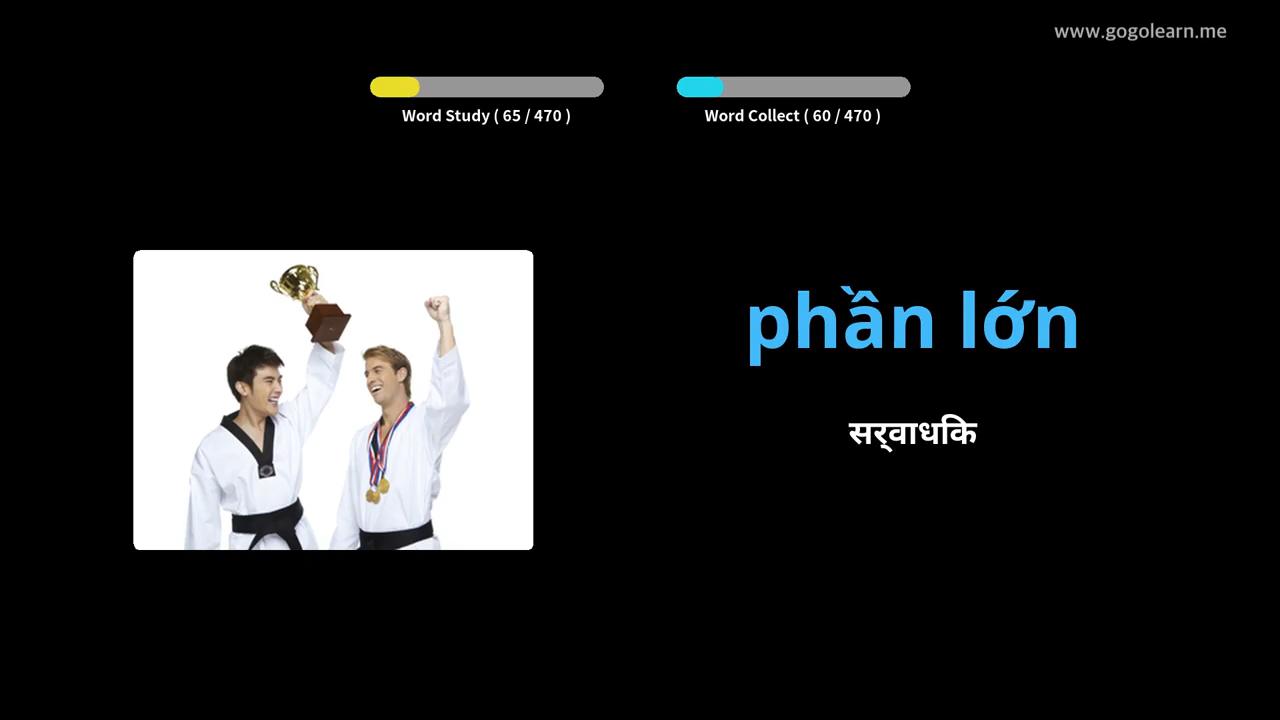 www.gogolearn.me
Word Study ( 65 / 470 )
Word Collect ( 60 / 470 )
phần lớn
सर्वाधिक